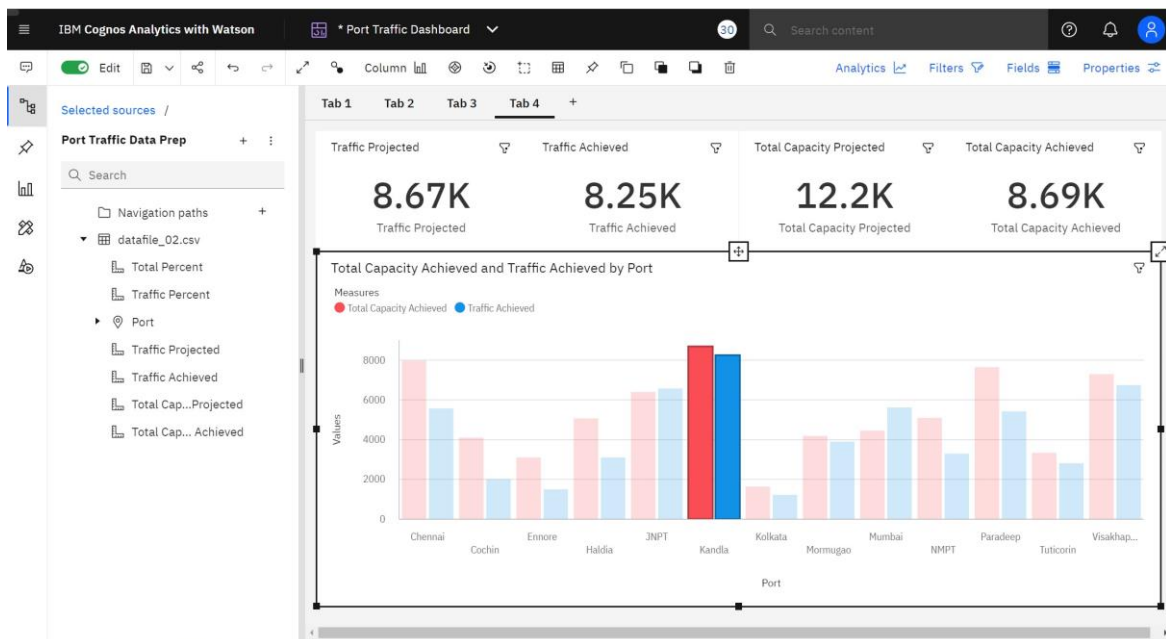 IBM Cognos Analytics with Watson
* Port Traffic Dashboard
30
Search content
Edit
Column
Analytics
Filters
Fields
Properties
Selected sources /
Port Traffic Data Prep
Search
Navigation paths
datafile_02.csv
Total Percent
Traffic Percent
Port
Traffic Projected
Traffic Achieved
Total Cap...Projected
Total Cap... Achieved
Tab 1 Tab 2 Tab 3 Tab 4 +
Traffic Projected
8.67K
Traffic Projected
Traffic Achieved
8.25K
Traffic Achieved
Total Capacity Projected
12.2K
Total Capacity Projected
Total Capacity Achieved
8.69K
Total Capacity Achieved
Total Capacity Achieved and Traffic Achieved by Port
Measures
Total Capacity Achieved Traffic Achieved
Values
8000
6000
4000
2000
0
Chennai
Cochin
Ennore
Haldia
JNPT
Kandla
Kolkata
Mormugao
Mumbai
NMPT
Paradeep
Tuticorin
Visakhap...
Port